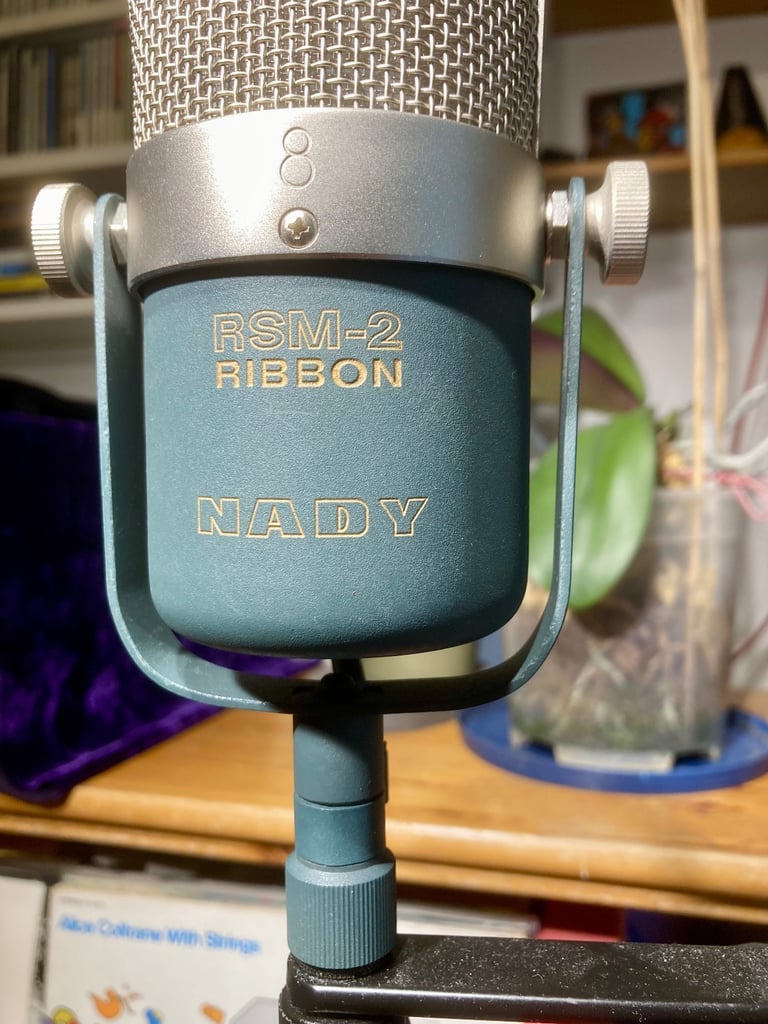 RSM-2
RIBBON
NADY
Alice Coltrane With Strings